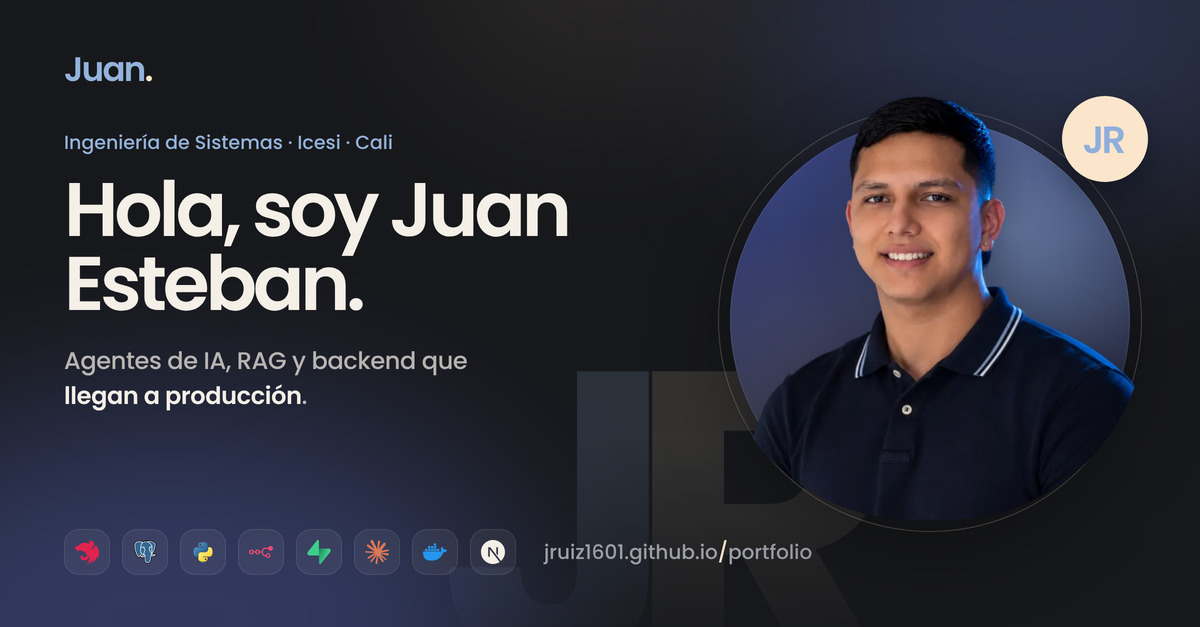 Juan.
Ingeniería de Sistemas · Icesi · Cali
Hola, soy Juan
Esteban.
Agentes de IA, RAG y backend que
llegan a producción.
JR
JR
N
jruiz1601.github.io/portfolio